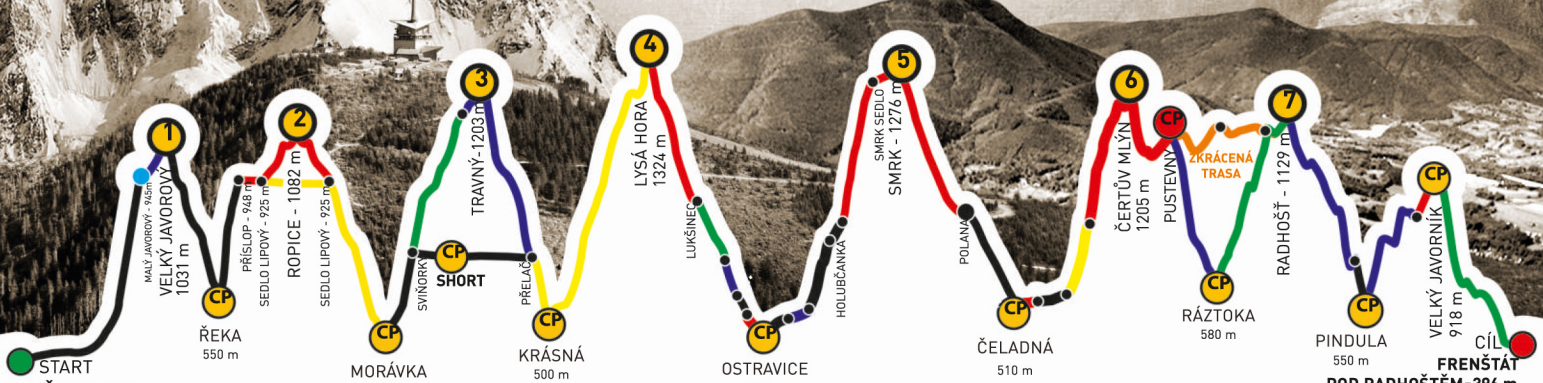 START
MALÝ JAVOROVÝ - 945m
1
VELKÝ JAVOROVÝ
1031 m
CP
ŘEKA
550 m
PŘÍSLOP - 948 m
SEDLO LIPOVÝ - 925 m
2
ROPICE - 1082 m
SEDLO LIPOVÝ - 925 m
CP
MORÁVKA
SVIŇORKY
CP
SHORT
3
TRAVNÝ-1203 m
PŘELAČ
CP
KRÁSNÁ
500 m
4
LYSÁ HORA
1324 m
LUKŠINEC
CP
OSTRAVICE
HOLUBČANKA
SMRK SEDLO
5
SMRK - 1276 m
POLANA
CP
ČELADNÁ
510 m
6
ČERTŮV MLÝN
1205 m
CP
PUSTEVNY
ZKRÁCENÁ
TRASA
CP
RÁZTOKA
580 m
7
RADHOŠŤ - 1129 m
CP
PINDULA
550 m
CP
VELKÝ JAVORNÍK
918 m
CÍL
FRENŠTÁT
POD RADHOŠTĚM-394 m